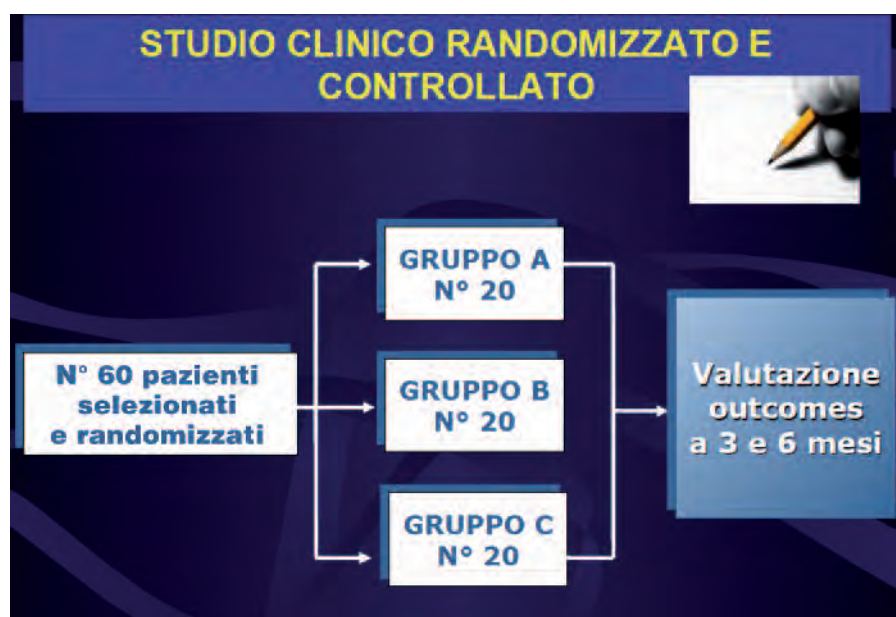 STUDIO CLINICO RANDOMIZZATO E
CONTROLLATO
GRUPPO A
N° 20
N° 60 pazienti
selezionati
e randomizzati
GRUPPO B
N° 20
GRUPPO C
N° 20
Valutazione
outcomes
a 3 e 6 mesi